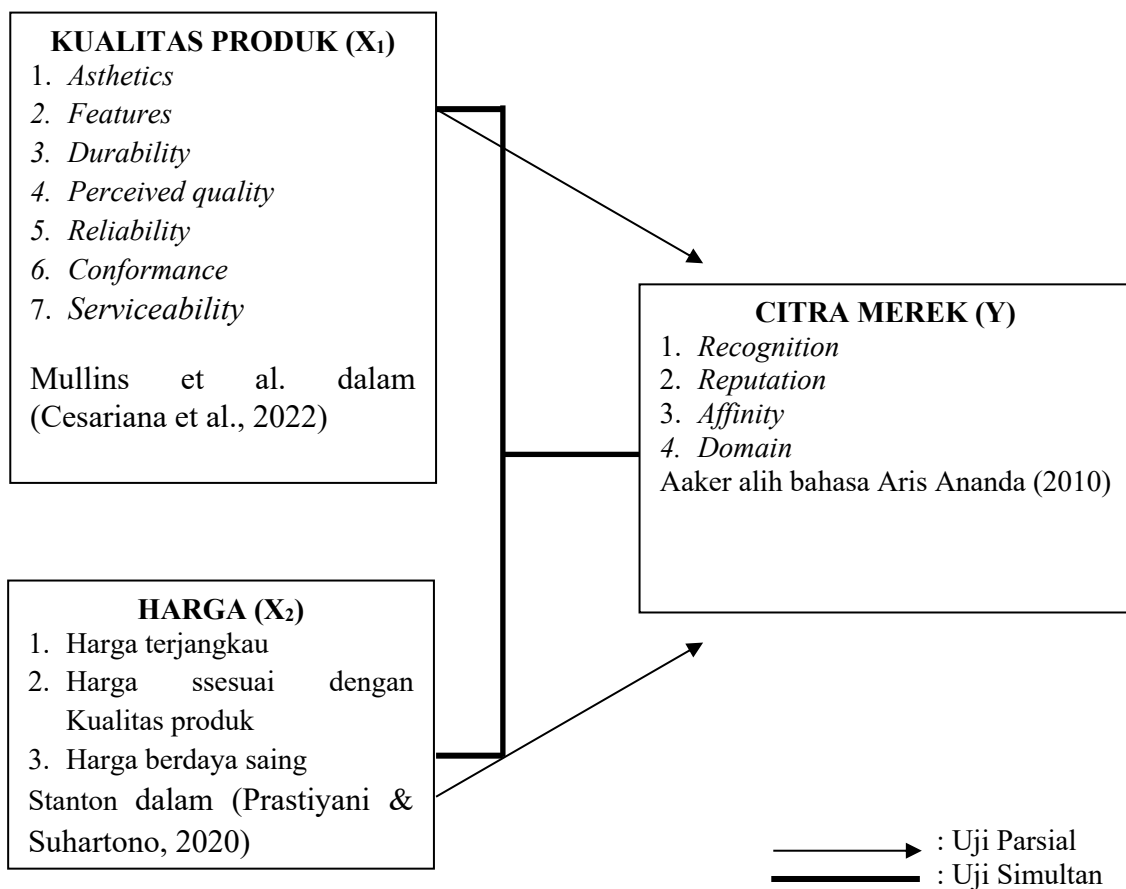 KUALITAS PRODUK (X₁)
1. Asthetics
2. Features
3. Durability
4. Perceived quality
5. Reliability
6. Conformance
7. Serviceability
Mullins et al. dalam
(Cesariana et al., 2022)
CITRA MEREK (Y)
1. Recognition
2. Reputation
3. Affinity
4. Domain
Aaker alih bahasa Aris Ananda (2010)
HARGA (X₂)
1. Harga terjangkau
2. Harga ssesuai dengan
Kualitas produk
3. Harga berdaya saing
Stanton dalam (Prastiyani &
Suhartono, 2020)
: Uji Parsial
: Uji Simultan